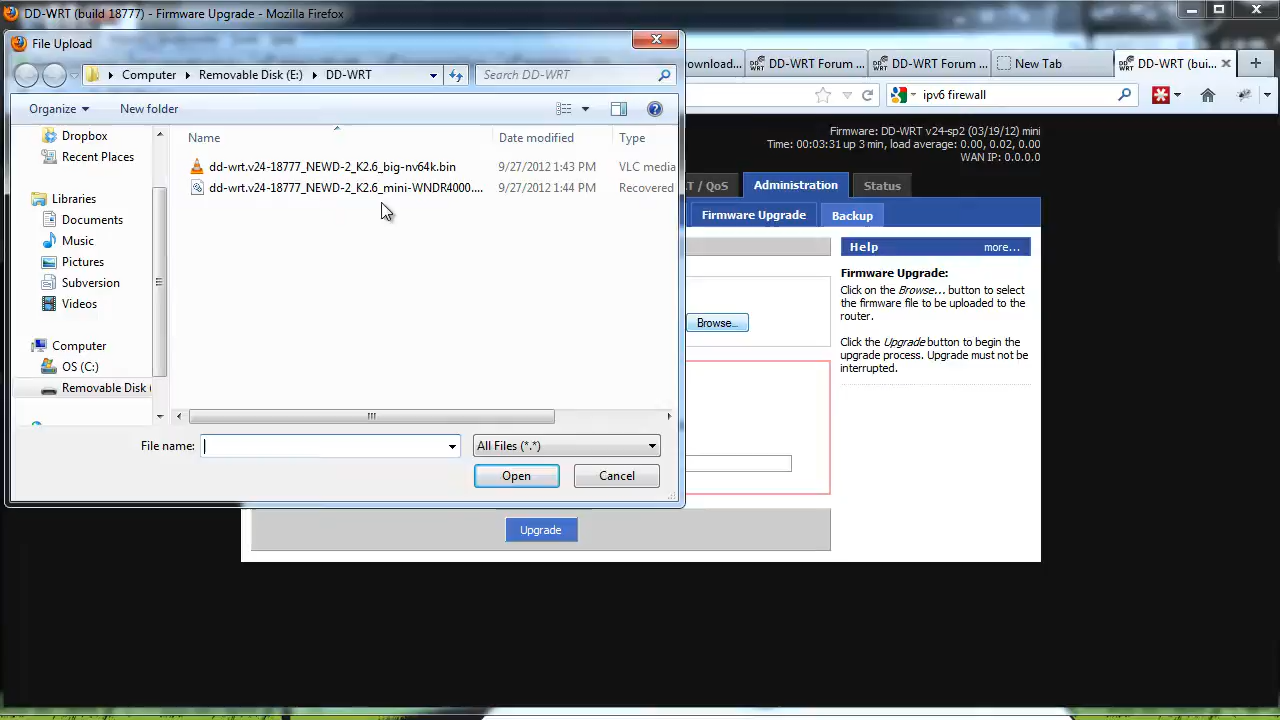 DD-WRT (build 18777) - Firmware Upgrade - Mozilla Firefox
File Upload
Computer
Removable Disk (E:)
DD-WRT
Search DD-WRT
Organize
New folder
Dropbox
Recent Places
Libraries
Documents
Music
Pictures
Subversion
Videos
Computer
OS (C:)
Removable Disk (
Name
Date modified
Type
dd-wrt.v24-18777_NEWD-2_K2.6_big-nv64k.bin 9/27/2012 1:43 PM VLC media
dd-wrt.v24-18777_NEWD-2_K2.6_mini-WNDR4000.... 9/27/2012 1:44 PM Recovered
File name:
All Files (*.*)
Open
Cancel
ownload...
DD-WRT Forum ...
DD-WRT Forum ...
New Tab
DD-WRT (bui...
ipv6 firewall
Firmware: DD-WRT v24-sp2 (03/19/12) mini
Time: 00:03:31 up 3 min, load average: 0.00, 0.02, 0.00
WAN IP: 0.0.0.0
T / QoS
Administration
Status
Firmware Upgrade
Backup
Browse...
Upgrade
Help
more...
Firmware Upgrade:
Click on the Browse... button to select
the firmware file to be uploaded to the
router.
Click the Upgrade button to begin the
upgrade process. Upgrade must not be
interrupted.